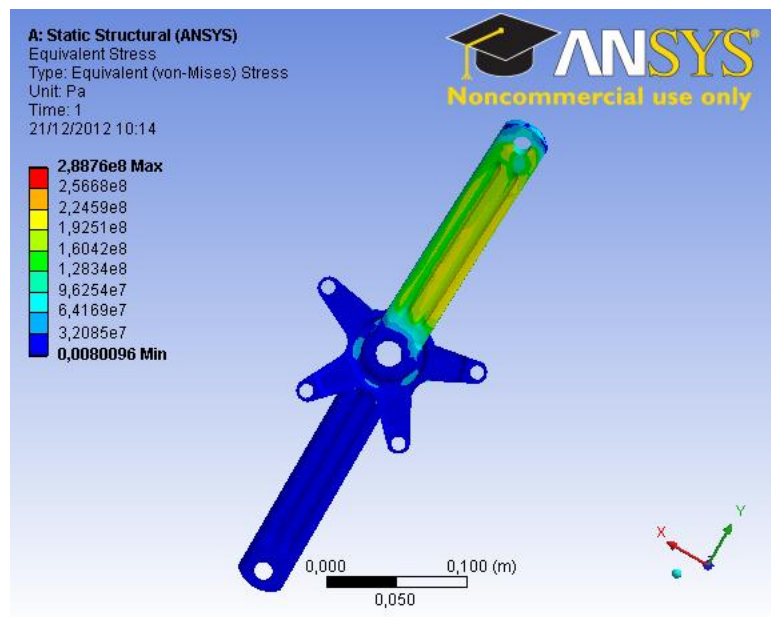 A: Static Structural (ANSYS)
Equivalent Stress
Type: Equivalent (von-Mises) Stress
Unit: Pa
Time: 1
21/12/2012 10:14
ANSYS
Noncommercial use only
2,8876e8 Max
2,5668e8
2,2459e8
1,9251e8
1,6042e8
1,2834e8
9,6254e7
6,4169e7
3,2085e7
0,0080096 Min
0,000 0,100 (m)
0,050
X
Y